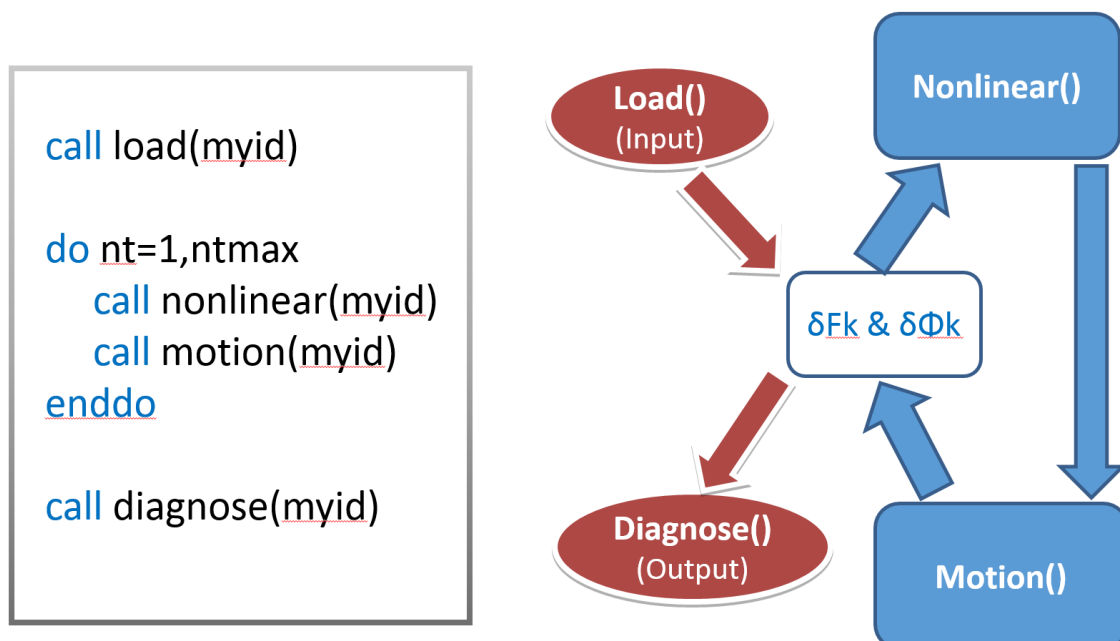 call load(myid)
do nt=1,ntmax
call nonlinear(myid)
call motion(myid)
enddo
call diagnose(myid)
Load()
(Input)
Nonlinear()
δFk & δΦk
Diagnose()
(Output)
Motion()